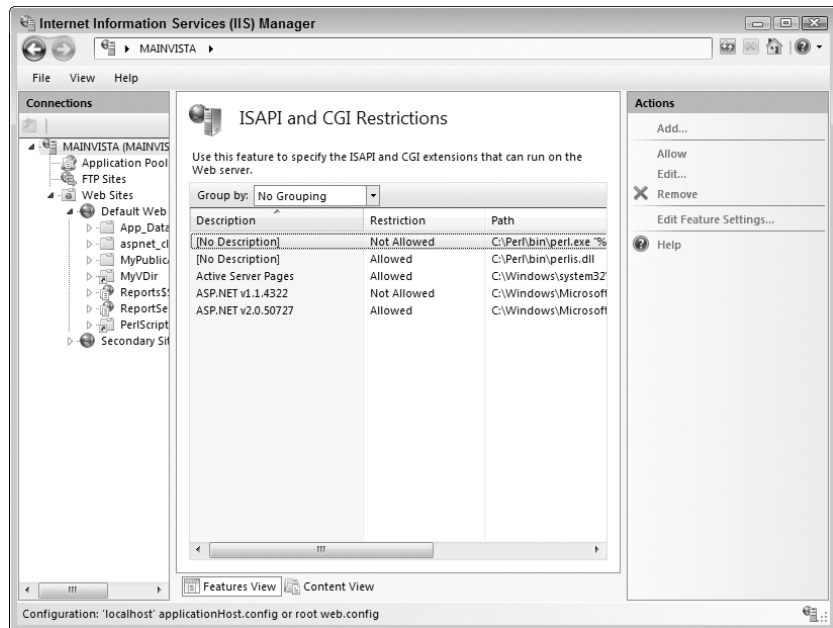 Internet Information Services (IIS) Manager
MAINVISTA
File View Help
Connections
MAINVISTA (MAINVIS
Application Pool
FTP Sites
Web Sites
Default Web
App_Data
aspnet_cl
MyPublic
MyVDir
Reports$
ReportSe
PerlScript
Secondary Sit
ISAPI and CGI Restrictions
Use this feature to specify the ISAPI and CGI extensions that can run on the
Web server.
Group by: No Grouping
Description Restriction Path
[No Description] Not Allowed C:\Perl\bin\perl.exe "%
[No Description] Allowed C:\Perl\bin\perlis.dll
Active Server Pages Allowed C:\Windows\system32
ASP.NET v1.1.4322 Not Allowed C:\Windows\Microsoft
ASP.NET v2.0.50727 Allowed C:\Windows\Microsoft
Features View Content View
Actions
Add...
Allow
Edit...
Remove
Edit Feature Settings...
Help
Configuration: 'localhost' applicationHost.config or root web.config